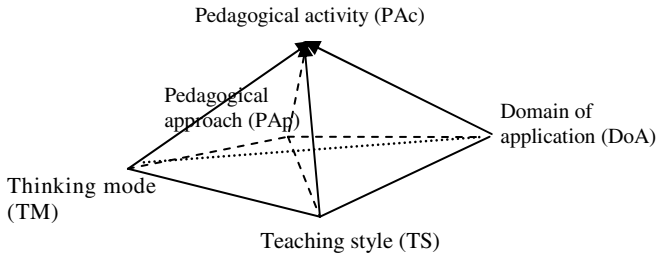 Pedagogical activity (PAc)
Pedagogical
approach (PAp)
Domain of
application (DoA)
Thinking mode
(TM)
Teaching style (TS)